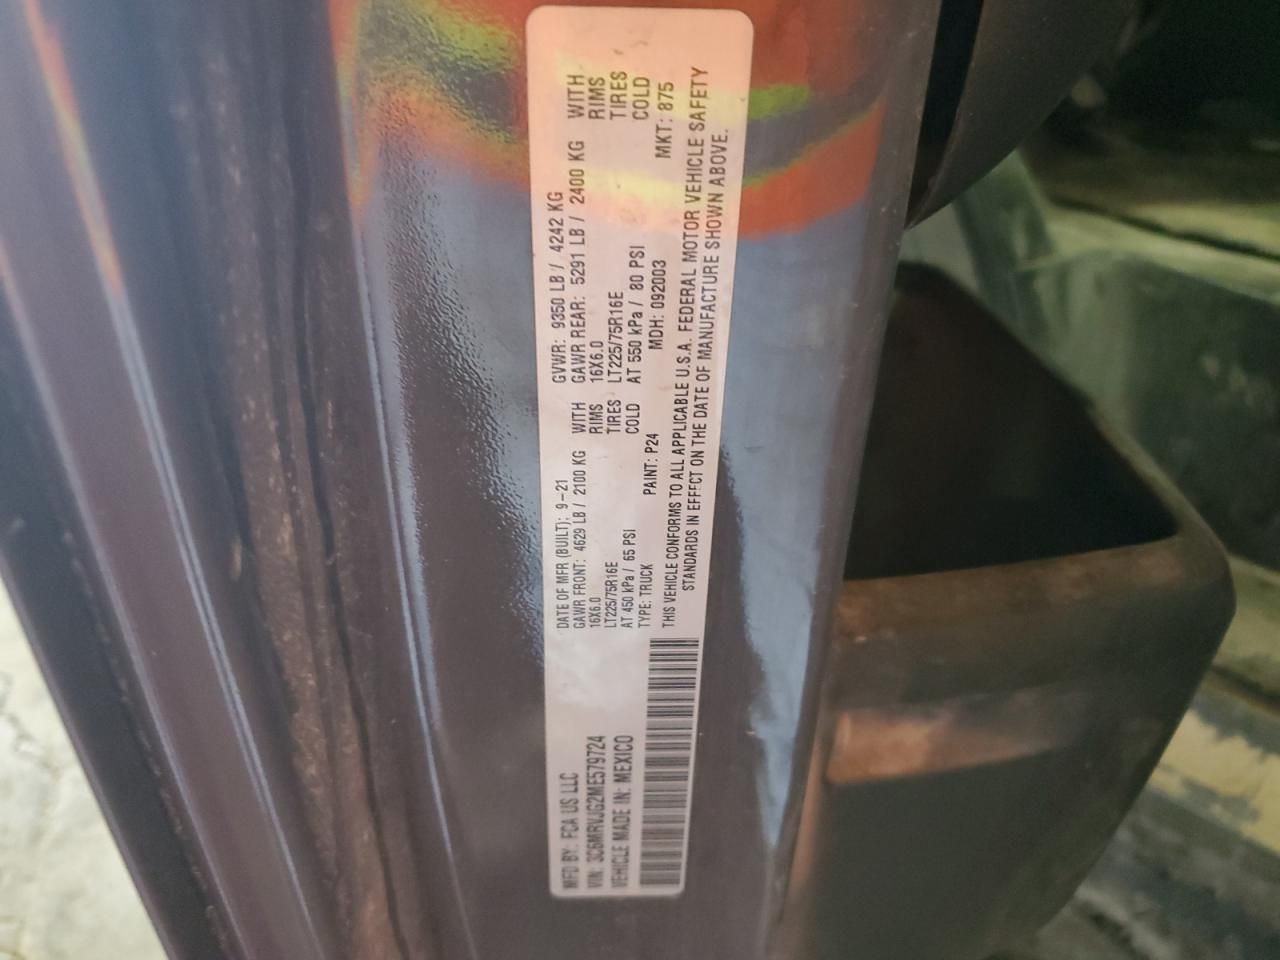 MFD BY: FCA US LLC
VIN: 3C6MRVJG2ME579724
VEHICLE MADE IN: MEXICO
DATE OF MFR (BUILT): 9-21
GVWR: 9350 LB / 4242 KG
GAWR FRONT: 4629 LB / 2100 KG WITH
GAWR REAR: 5291 LB / 2400 KG WITH
16X6.0 RIMS
16X6.0 RIMS
LT225/75R16E TIRES
LT225/75R16E TIRES
AT 450 kPa / 65 PSI COLD
AT 550 kPa / 80 PSI COLD
TYPE: TRUCK PAINT: P24 MDH: 092003 MKT: 875
THIS VEHICLE CONFORMS TO ALL APPLICABLE U.S.A. FEDERAL MOTOR VEHICLE SAFETY
STANDARDS IN EFFECT ON THE DATE OF MANUFACTURE SHOWN ABOVE.